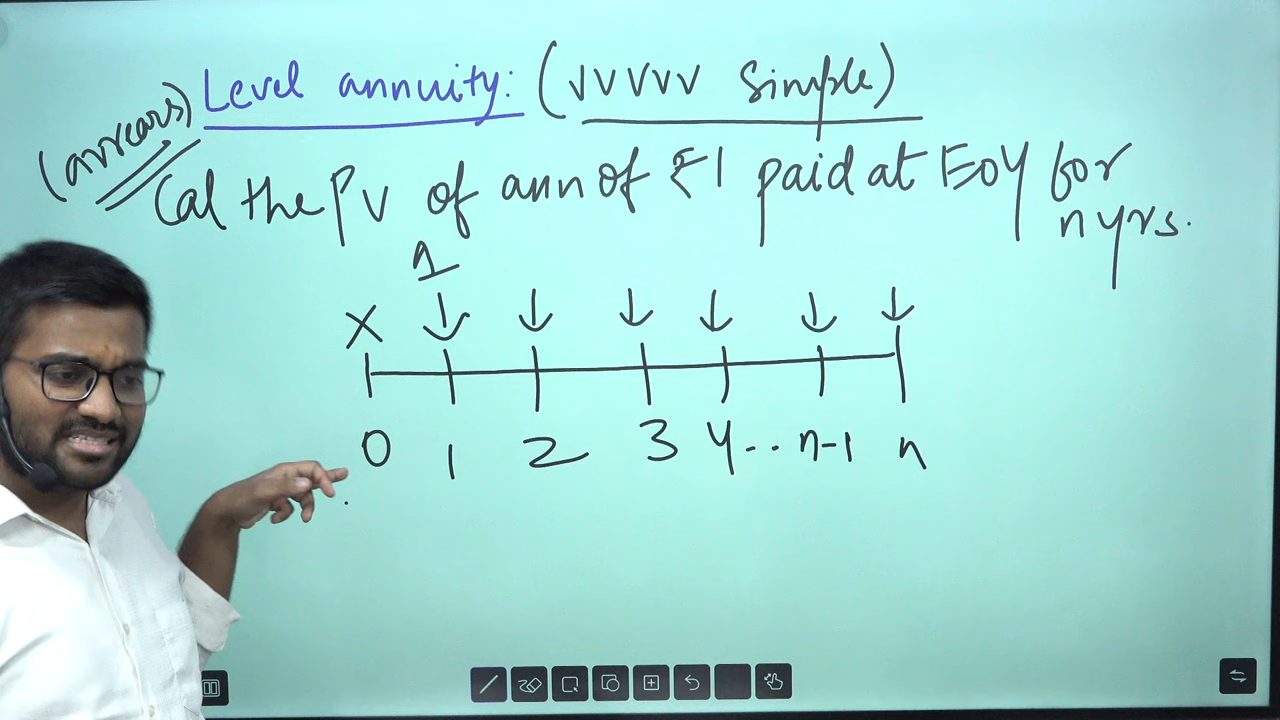 Level annuity: (VVVVV Simple)
(arrears)
Cal the PV of ann of ₹1 paid at EOY for
n yrs.
1
X
0 1 2 3 4 .. n-1 n